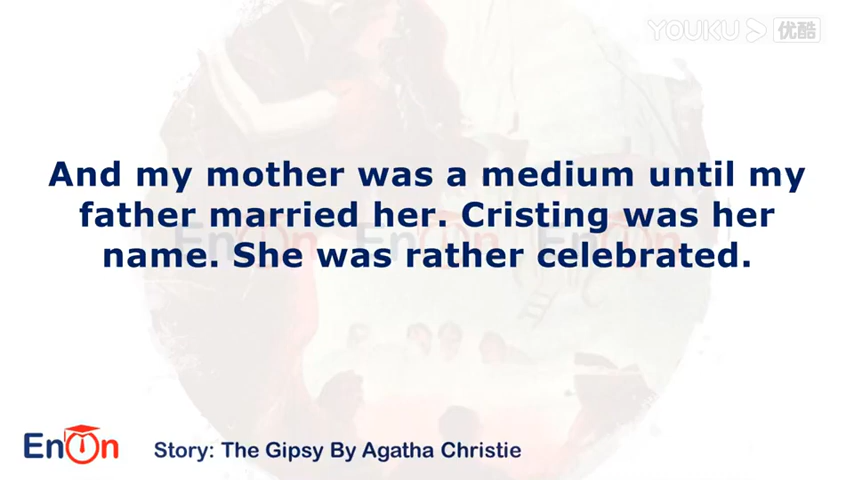 YOUKU 优酷
And my mother was a medium until my
father married her. Cristing was her
name. She was rather celebrated.
EnOn
Story: The Gipsy By Agatha Christie